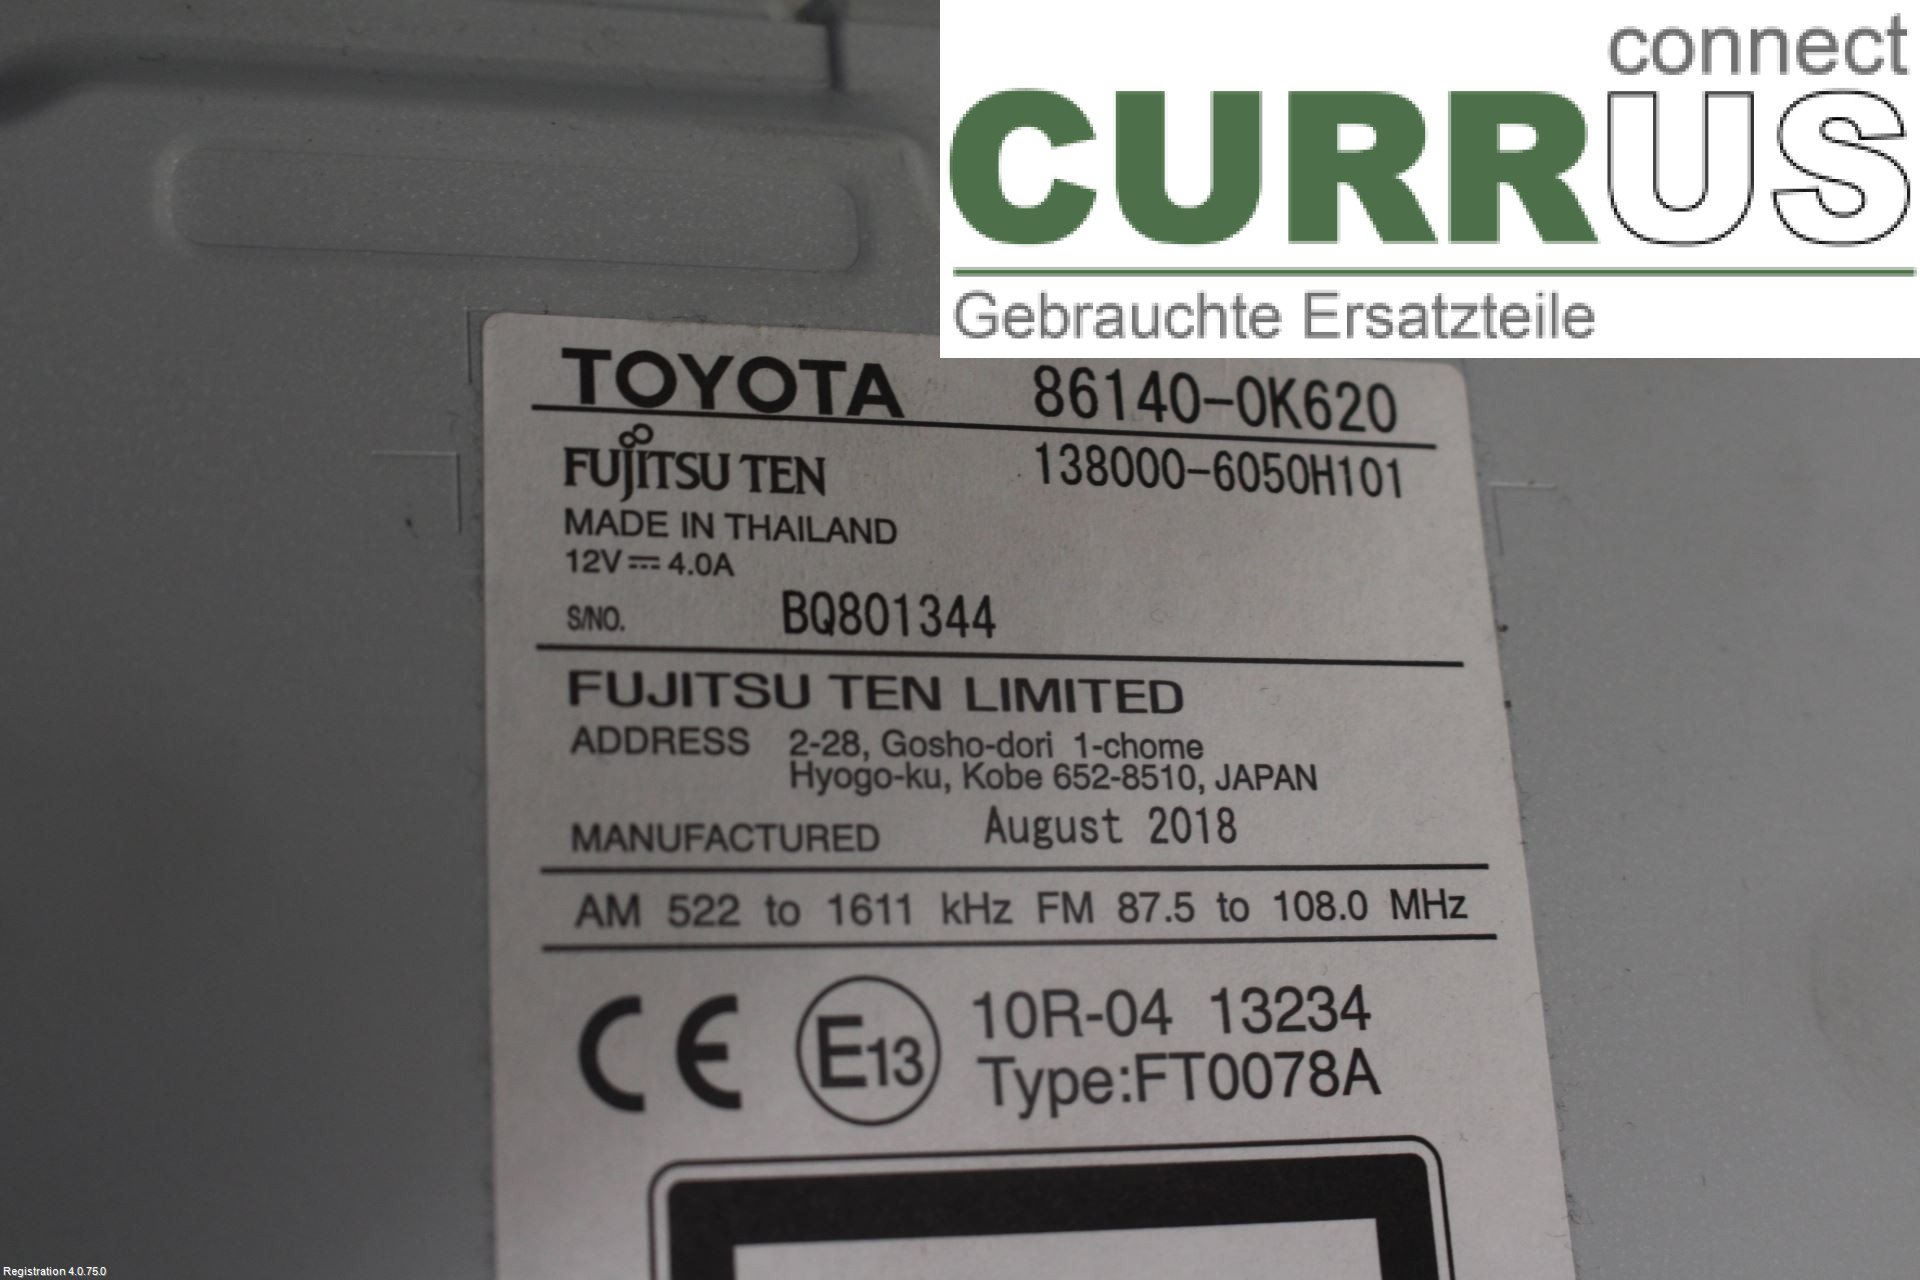 connect
CURRUS
Gebrauchte Ersatzteile
TOYOTA 86140-0K620
FUJITSU TEN 138000-6050H101
MADE IN THAILAND
12V⎓4.0A
S/NO. BQ801344
FUJITSU TEN LIMITED
ADDRESS 2-28, Gosho-dori 1-chome
Hyogo-ku, Kobe 652-8510, JAPAN
MANUFACTURED August 2018
AM 522 to 1611 kHz FM 87.5 to 108.0 MHz
CE E13 10R-04 13234
Type:FT0078A
Registration 4.0.75.0